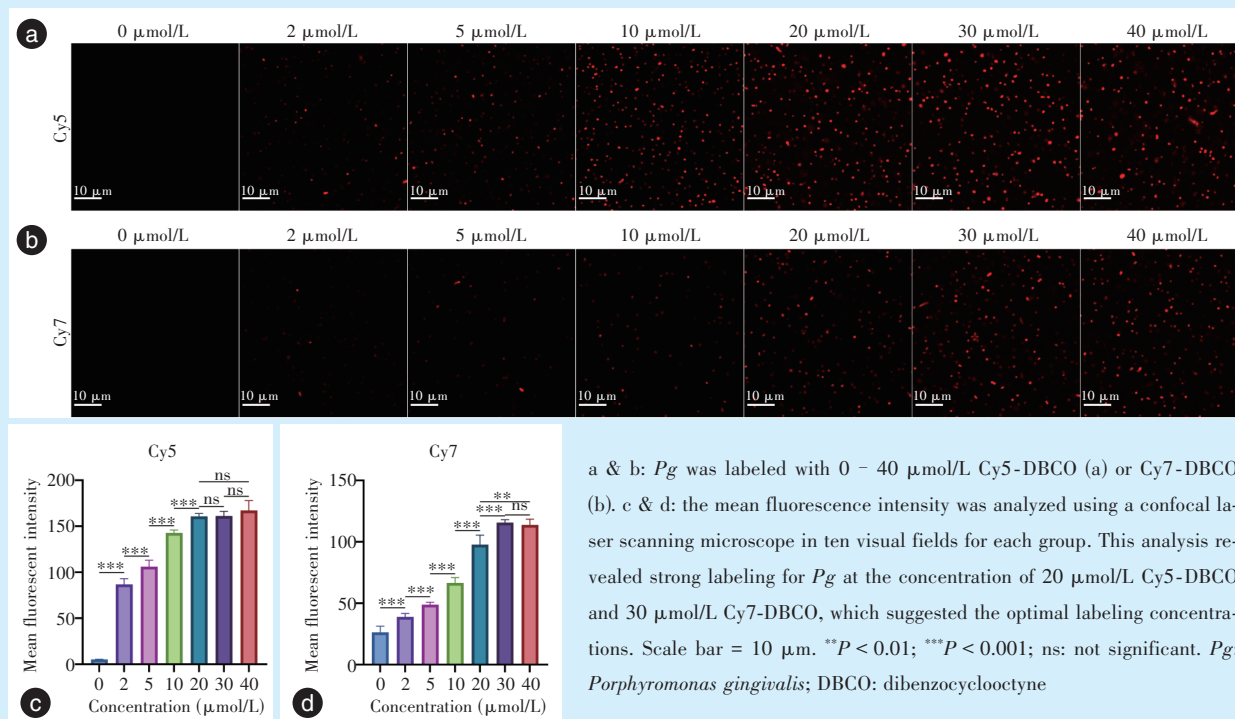 a
0 μmol/L 2 μmol/L 5 μmol/L 10 μmol/L 20 μmol/L 30 μmol/L 40 μmol/L
Cy5
10 μm 10 μm 10 μm 10 μm 10 μm 10 μm 10 μm
b
0 μmol/L 2 μmol/L 5 μmol/L 10 μmol/L 20 μmol/L 30 μmol/L 40 μmol/L
Cy7
10 μm 10 μm 10 μm 10 μm 10 μm 10 μm 10 μm
Cy5
Mean fluorescent intensity
200
150
100
50
0
*** *** *** *** ns ns ns
0 2 5 10 20 30 40
Concentration (μmol/L)
c
Cy7
Mean fluorescent intensity
150
100
50
0
*** *** *** *** *** ** ns
0 2 5 10 20 30 40
Concentration (μmol/L)
d
a & b: Pg was labeled with 0 – 40 μmol/L Cy5-DBCO (a) or Cy7-DBCO
(b). c & d: the mean fluorescence intensity was analyzed using a confocal la-
ser scanning microscope in ten visual fields for each group. This analysis re-
vealed strong labeling for Pg at the concentration of 20 μmol/L Cy5-DBCO
and 30 μmol/L Cy7-DBCO, which suggested the optimal labeling concentra-
tions. Scale bar = 10 μm. **P < 0.01; ***P < 0.001; ns: not significant. Pg:
Porphyromonas gingivalis; DBCO: dibenzocyclooctyne